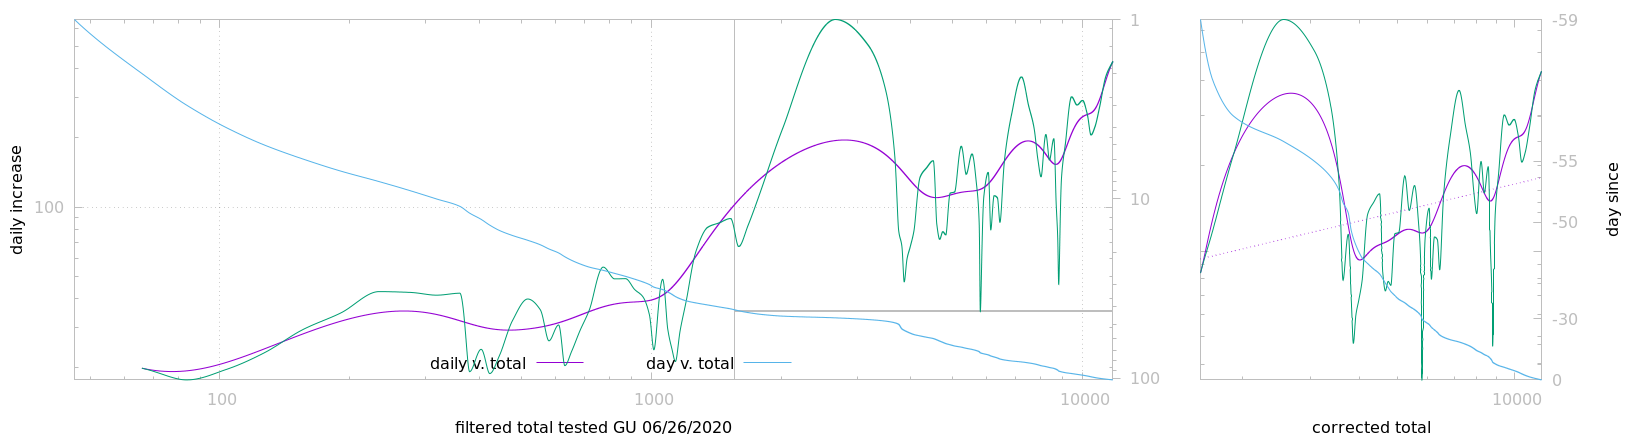 daily increase
100
daily v. total
day v. total
1
10
100
100
1000
10000
filtered total tested GU 06/26/2020
-59
-55
-50
-30
0
day since
10000
corrected total